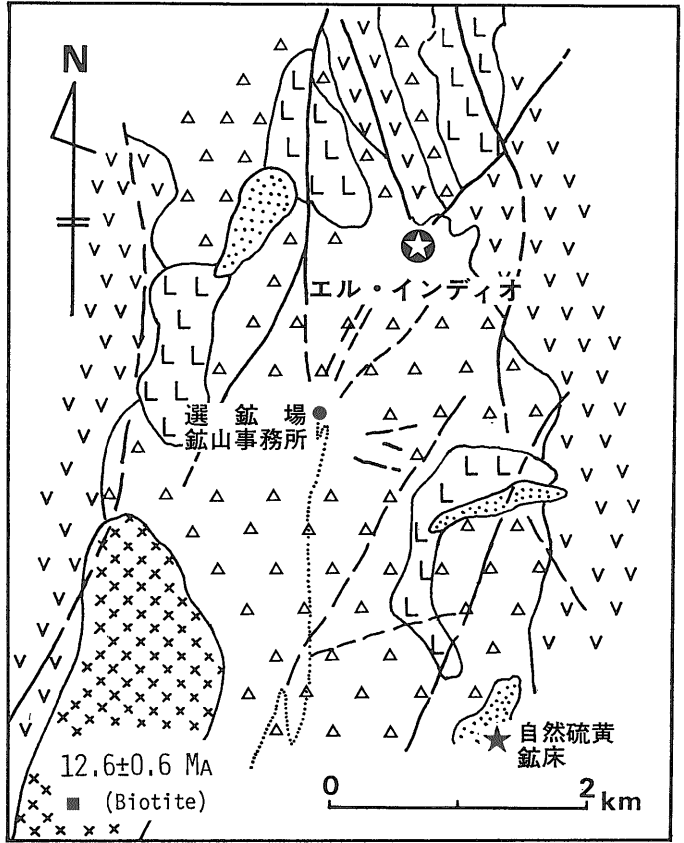 N
エル・インディオ
選鉱場
鉱山事務所
自然硫黄
鉱床
12.6±0.6 MA
(Biotite)
0 2 km